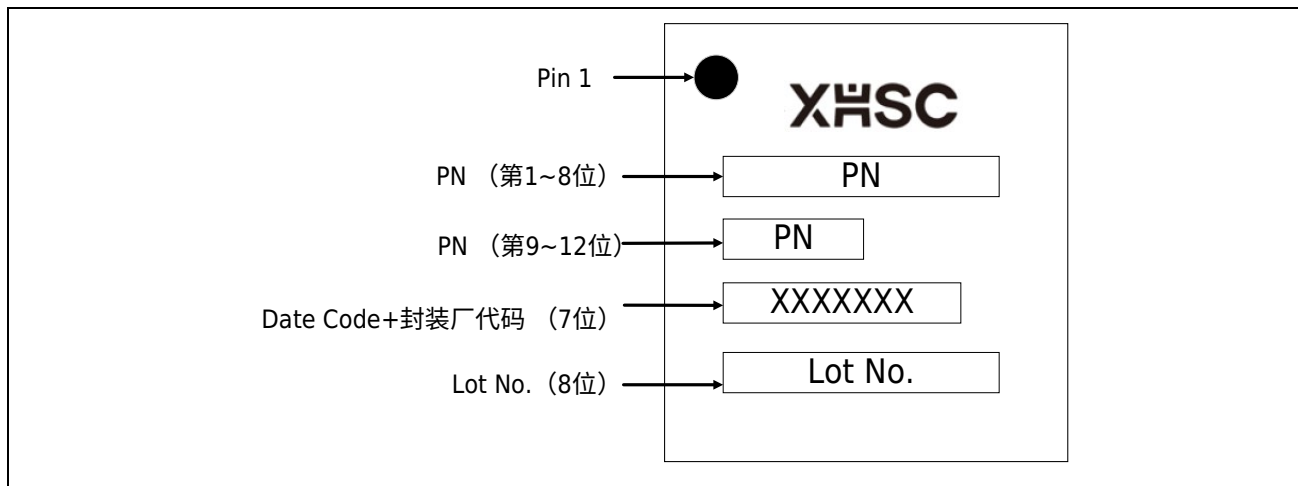 Pin 1
XHSC
PN （第1~8位）
PN
PN （第9~12位）
PN
Date Code+封装厂代码 （7位）
XXXXXXX
Lot No.（8位）
Lot No.